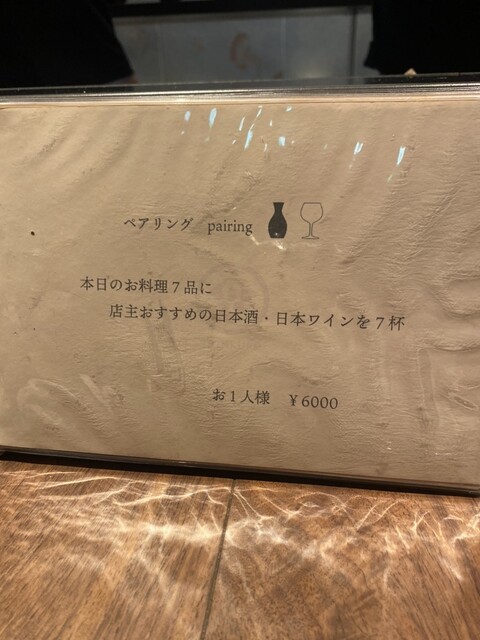 ペアリング pairing
本日のお料理７品に
店主おすすめの日本酒・日本ワインを７杯
お１人様 ￥6000